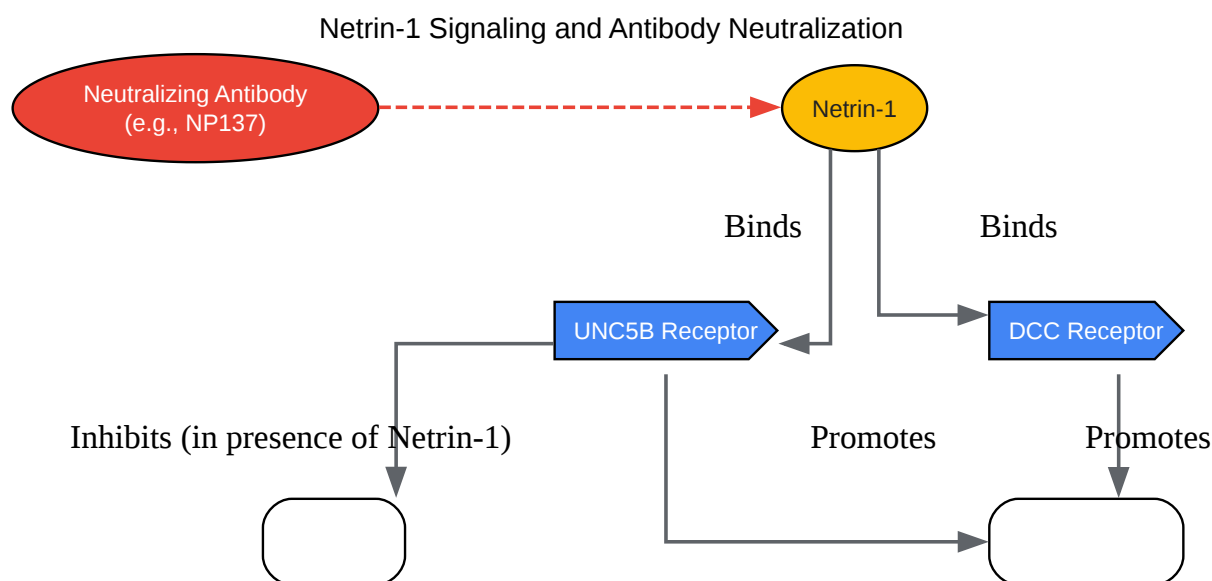 Netrin-1 Signaling and Antibody Neutralization
Neutralizing Antibody
(e.g., NP137)
Netrin-1
Binds
Binds
UNC5B Receptor
DCC Receptor
Inhibits (in presence of Netrin-1)
Promotes
Promotes